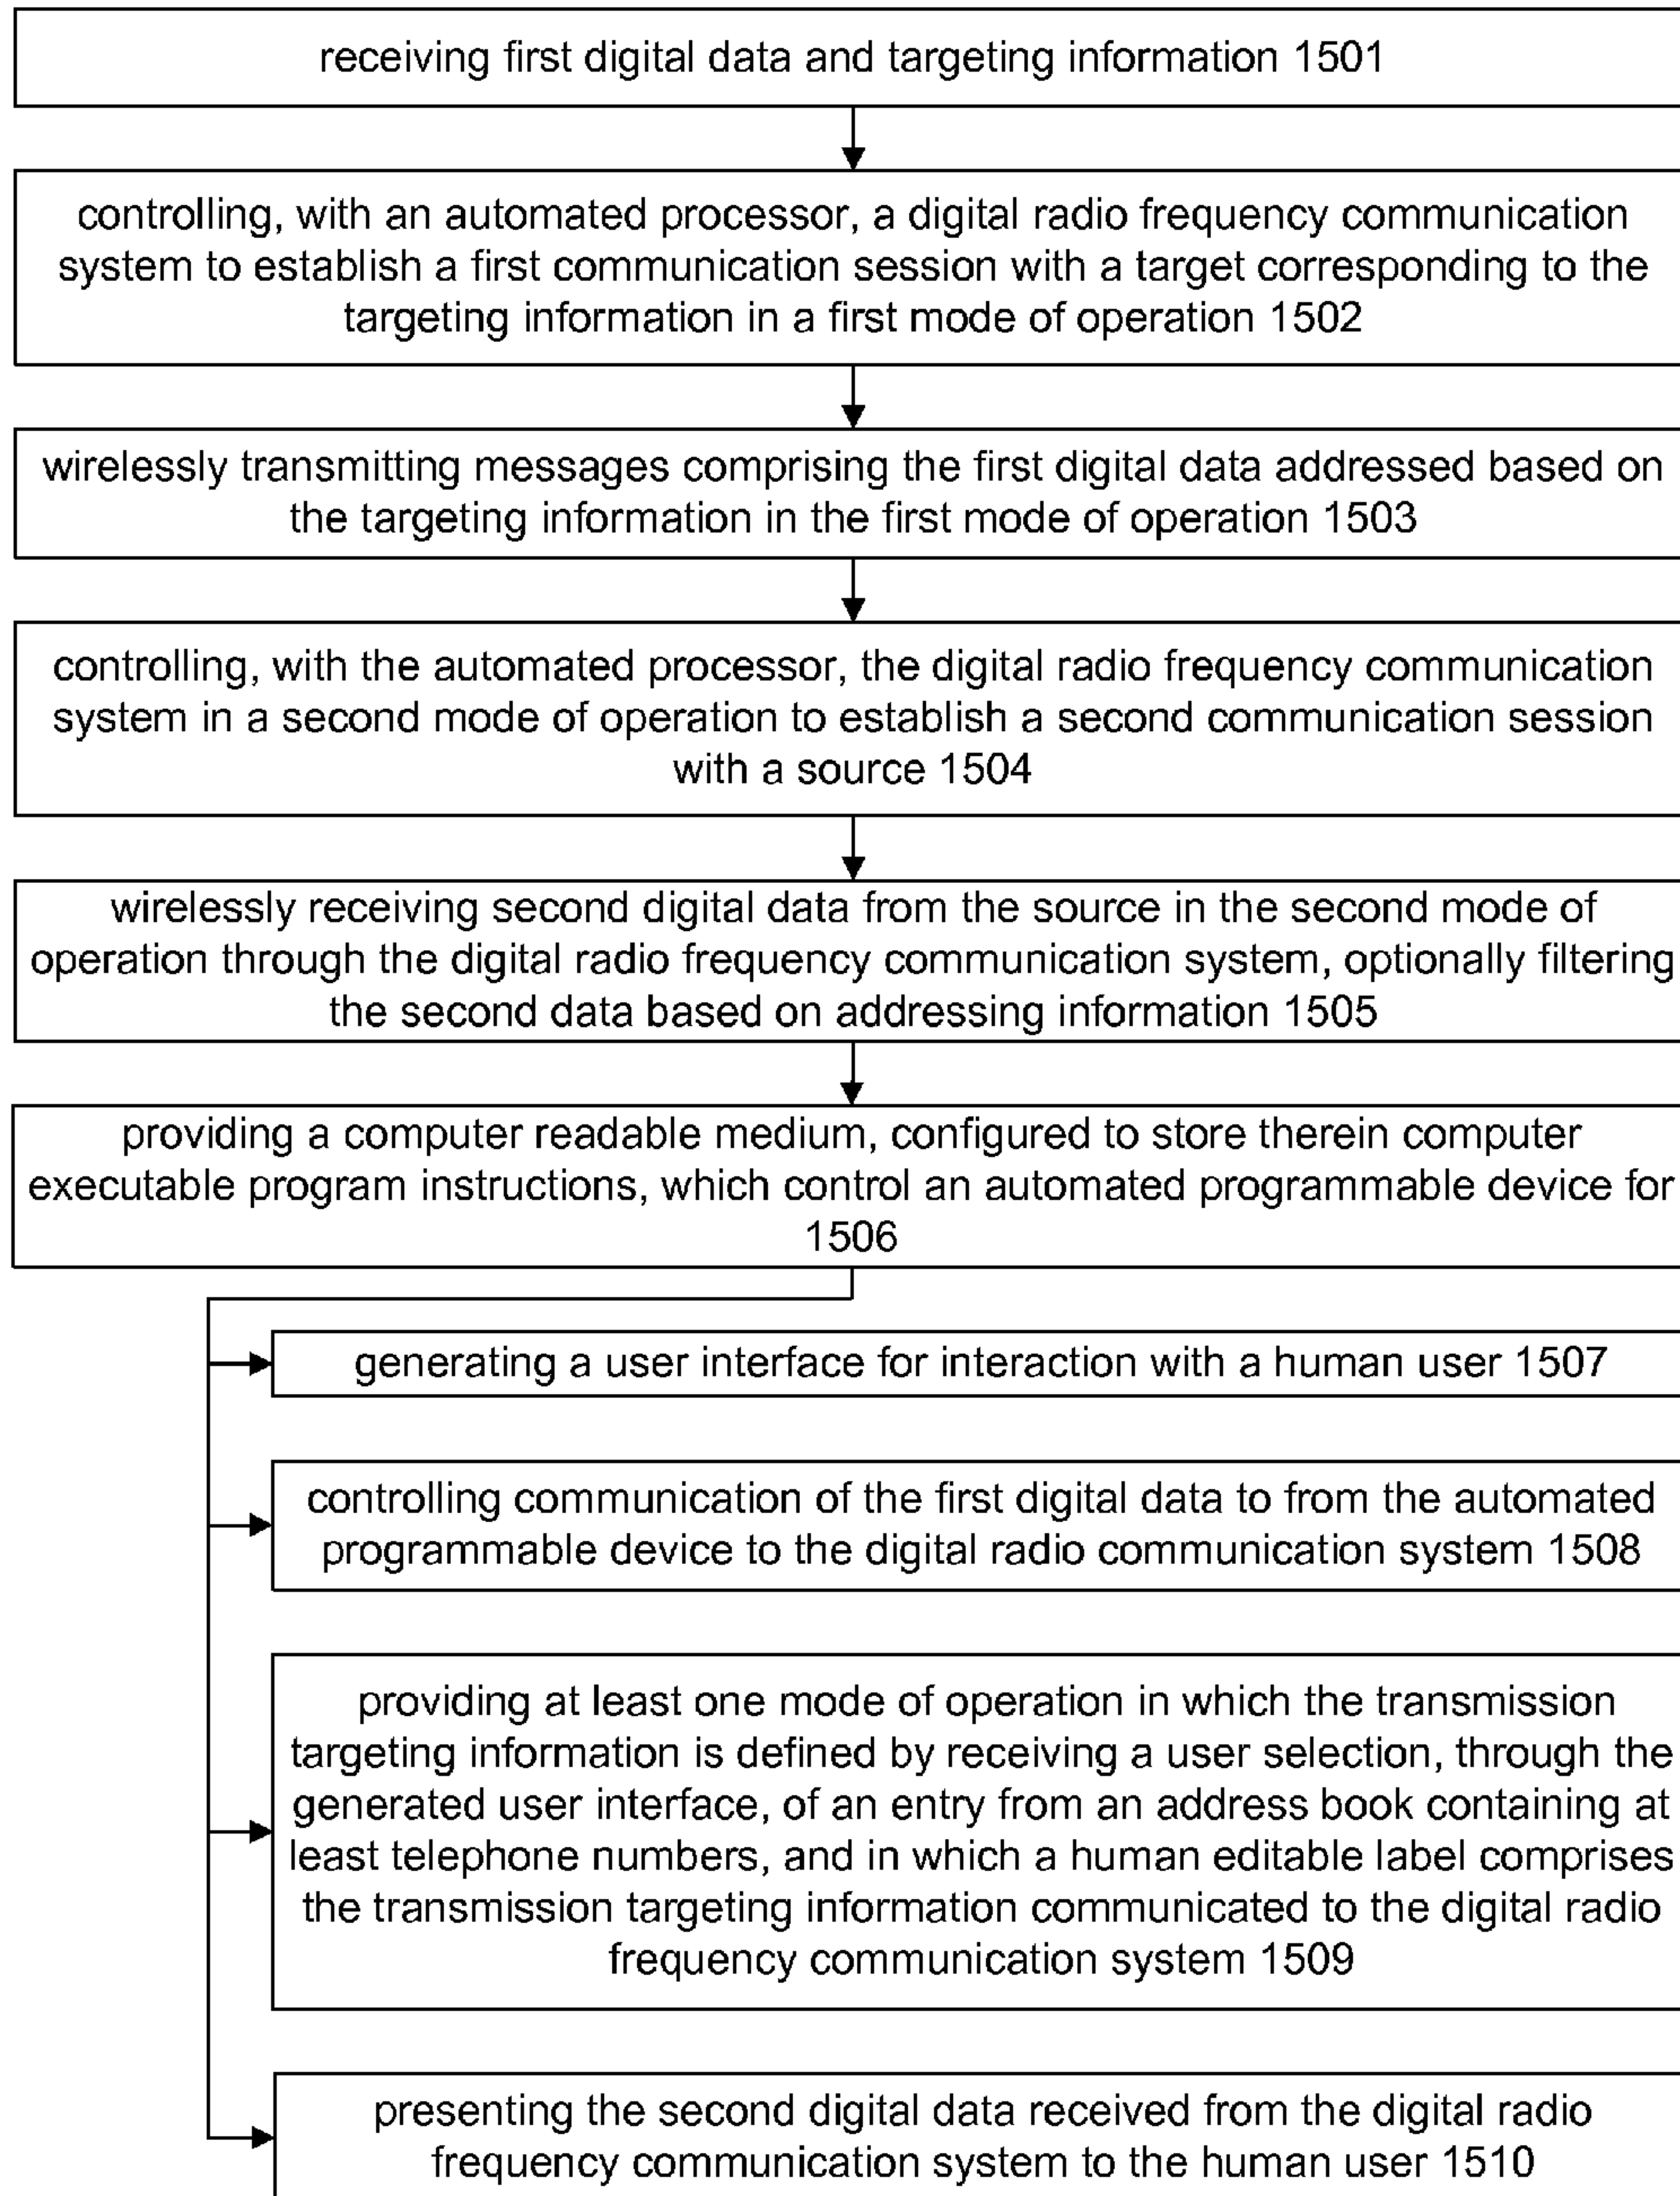 receiving first digital data and targeting information 1501
controlling, with an automated processor, a digital radio frequency communication
system to establish a first communication session with a target corresponding to the
targeting information in a first mode of operation 1502
wirelessly transmitting messages comprising the first digital data addressed based on
the targeting information in the first mode of operation 1503
controlling, with the automated processor, the digital radio frequency communication
system in a second mode of operation to establish a second communication session
with a source 1504
wirelessly receiving second digital data from the source in the second mode of
operation through the digital radio frequency communication system, optionally filtering
the second data based on addressing information 1505
providing a computer readable medium, configured to store therein computer
executable program instructions, which control an automated programmable device for
1506
generating a user interface for interaction with a human user 1507
controlling communication of the first digital data to from the automated
programmable device to the digital radio communication system 1508
providing at least one mode of operation in which the transmission
targeting information is defined by receiving a user selection, through the
generated user interface, of an entry from an address book containing at
least telephone numbers, and in which a human editable label comprises
the transmission targeting information communicated to the digital radio
frequency communication system 1509
presenting the second digital data received from the digital radio
frequency communication system to the human user 1510